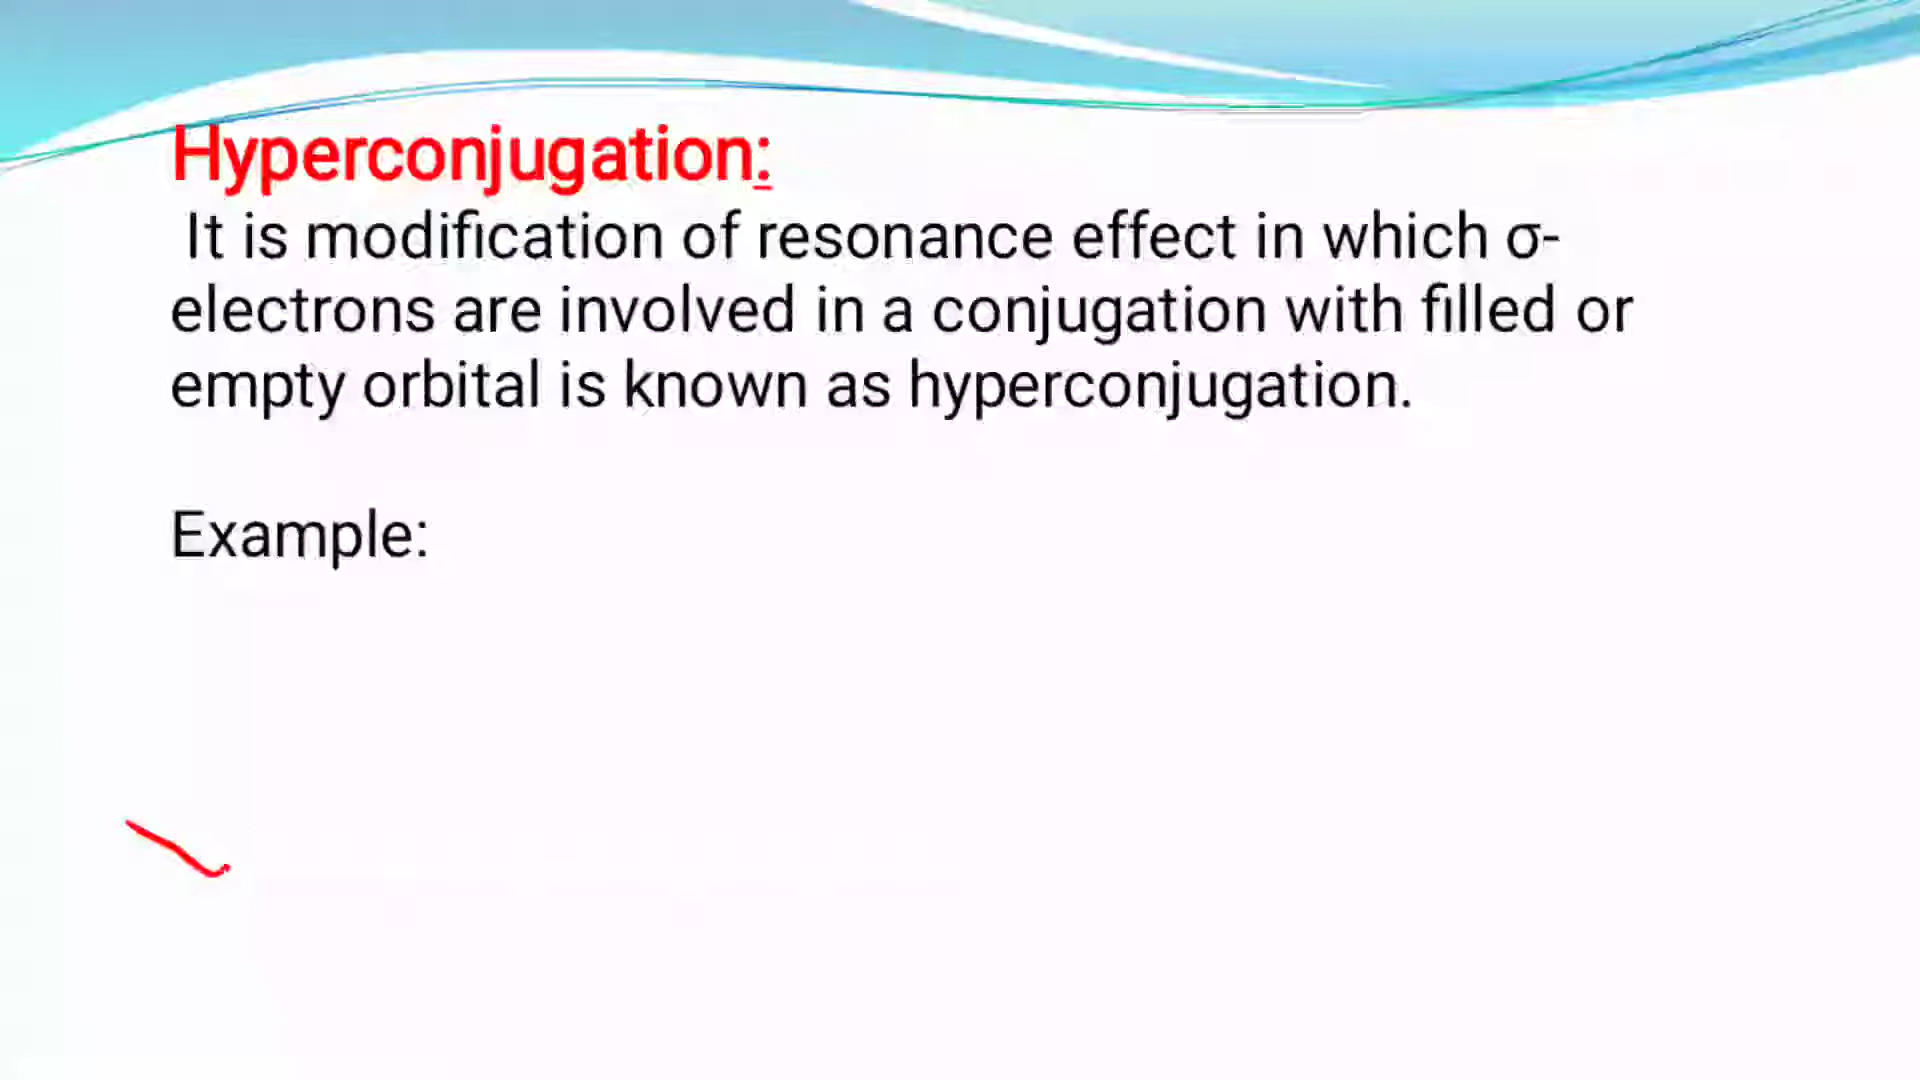 Hyperconjugation:
It is modification of resonance effect in which σ-
electrons are involved in a conjugation with filled or
empty orbital is known as hyperconjugation.
Example: